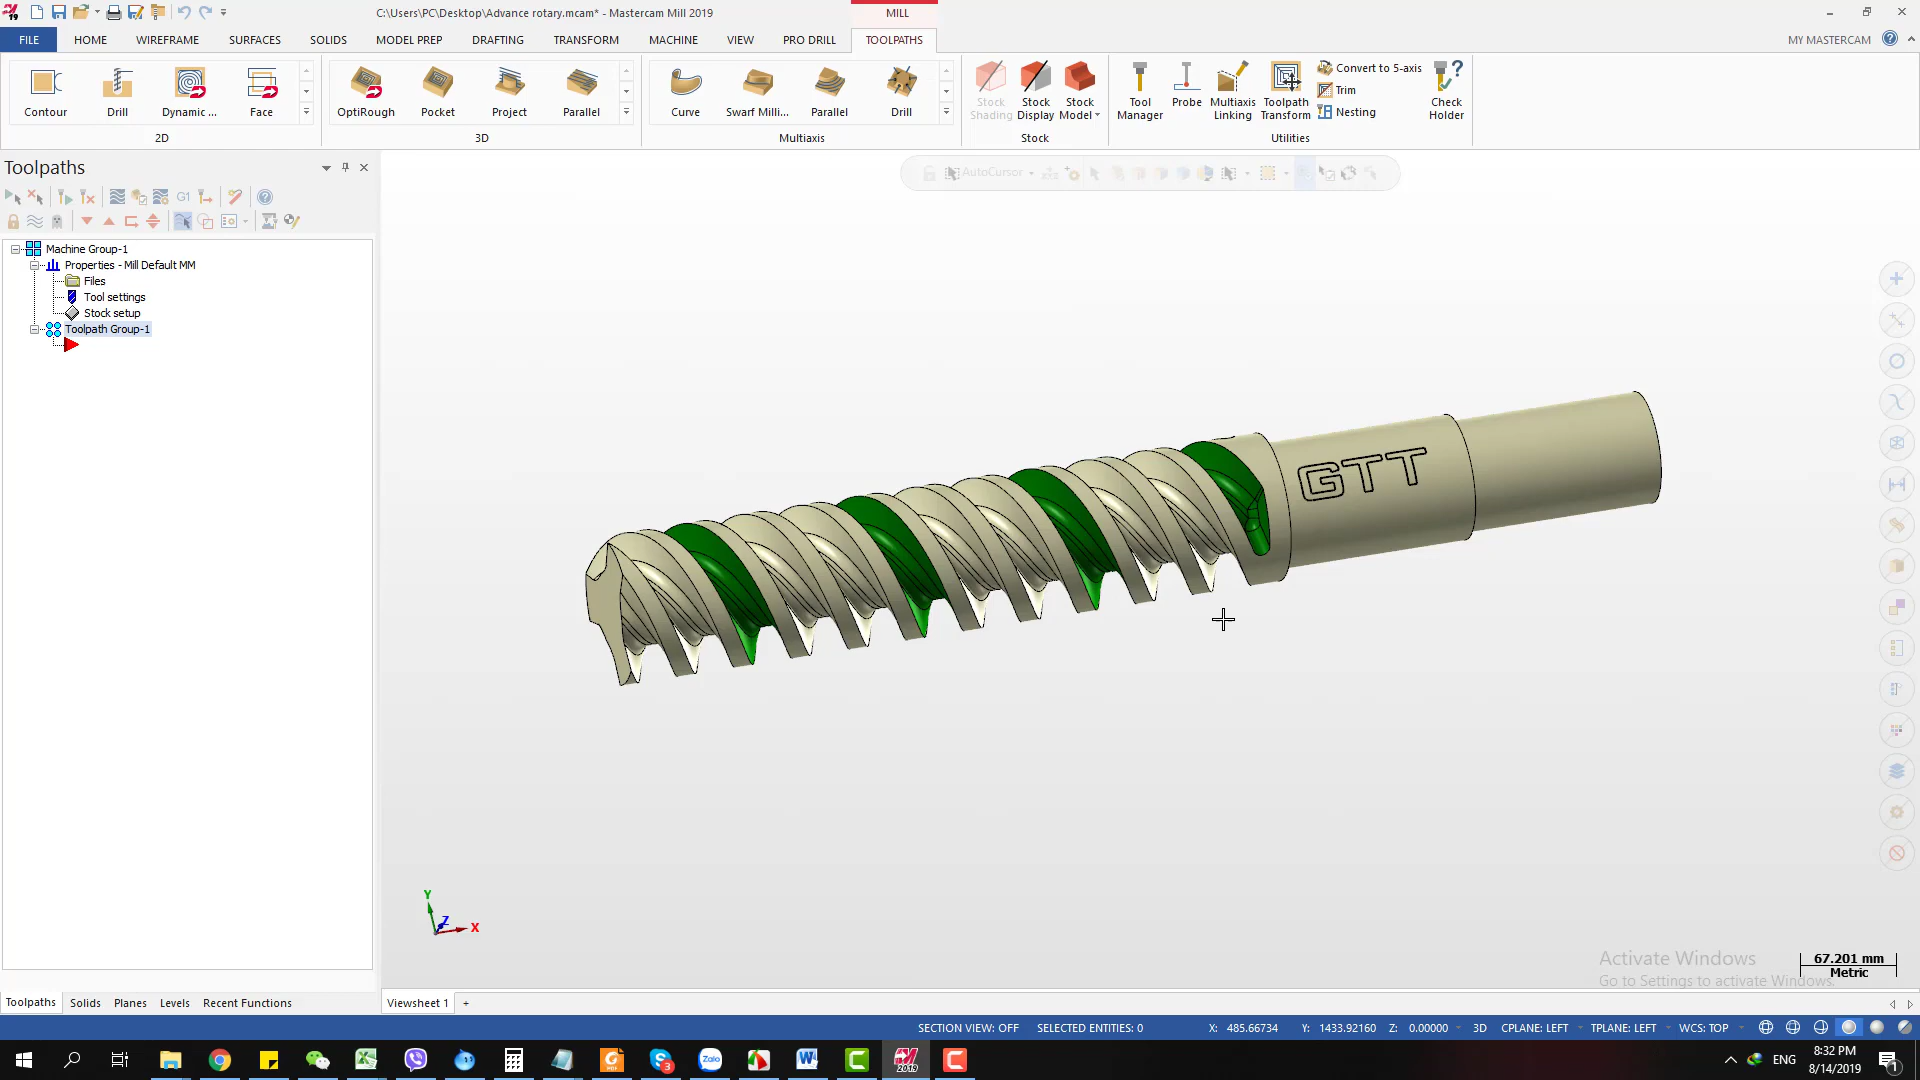 C:\Users\PC\Desktop\Advance rotary.mcam* - Mastercam Mill 2019
MILL
FILE HOME WIREFRAME SURFACES SOLIDS MODEL PREP DRAFTING TRANSFORM MACHINE VIEW PRO DRILL TOOLPATHS
MY MASTERCAM
Contour Drill Dynamic ... Face
2D
OptiRough Pocket Project Parallel
3D
Curve Swarf Milli... Parallel Drill
Multiaxis
Stock Shading
Stock Display
Stock Model
Stock
Tool Manager
Probe
Multiaxis Linking
Toolpath Transform
Convert to 5-axis
Trim
Nesting
Check Holder
Utilities
Toolpaths
G1
AutoCursor
Machine Group-1
Properties - Mill Default MM
Files
Tool settings
Stock setup
Toolpath Group-1
GTT
Y
Z
X
Activate Windows
Go to Settings to activate Windows.
67.201 mm
Metric
Toolpaths Solids Planes Levels Recent Functions
Viewsheet 1 +
SECTION VIEW: OFF SELECTED ENTITIES: 0 X: 485.66734 Y: 1433.92160 Z: 0.00000 3D CPLANE: LEFT TPLANE: LEFT WCS: TOP
ENG
8:32 PM
8/14/2019